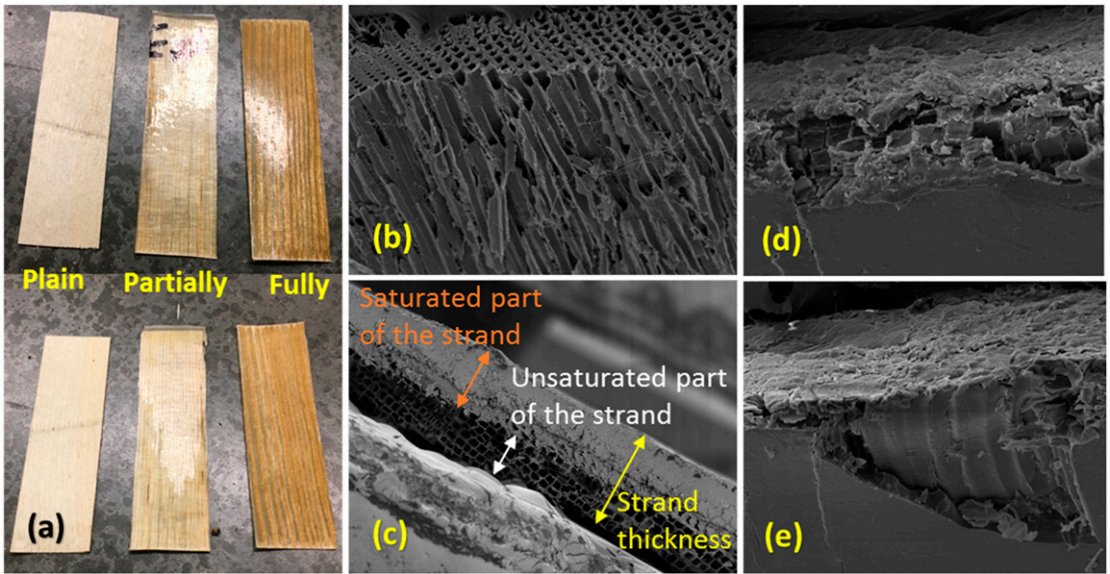 Plain Partially Fully
(a)
(b)
Saturated part
of the strand
Unsaturated part
of the strand
Strand
thickness
(c)
(d)
(e)